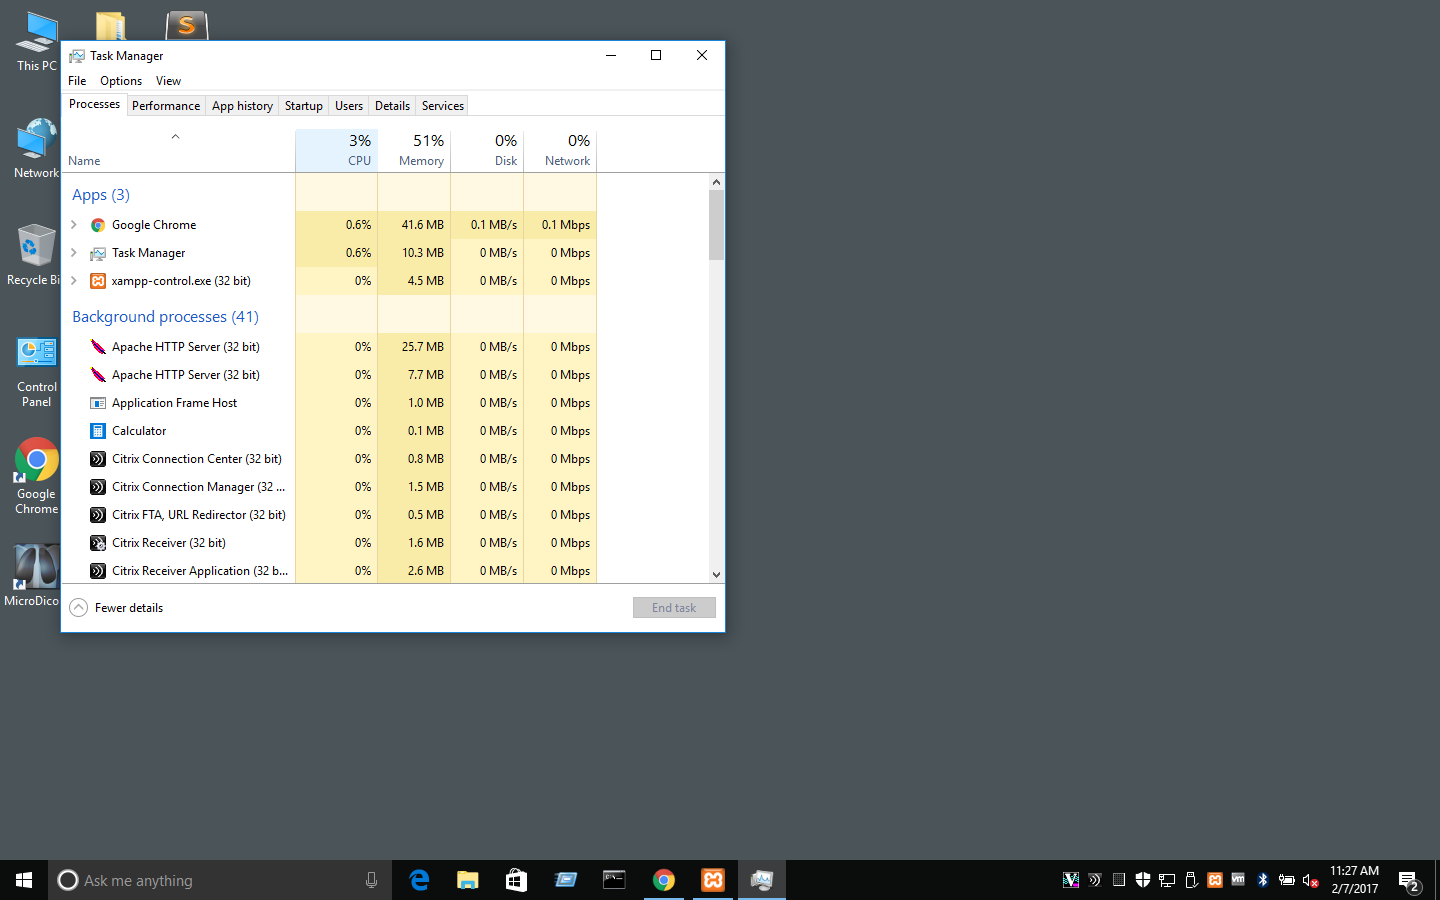 This PC
Network
Recycle Bi
Control
Panel
Google
Chrome
MicroDico
S
Task Manager
File Options View
Processes Performance App history Startup Users Details Services
3% 51% 0% 0%
Name CPU Memory Disk Network
Apps (3)
Google Chrome 0.6% 41.6 MB 0.1 MB/s 0.1 Mbps
Task Manager 0.6% 10.3 MB 0 MB/s 0 Mbps
xampp-control.exe (32 bit) 0% 4.5 MB 0 MB/s 0 Mbps
Background processes (41)
Apache HTTP Server (32 bit) 0% 25.7 MB 0 MB/s 0 Mbps
Apache HTTP Server (32 bit) 0% 7.7 MB 0 MB/s 0 Mbps
Application Frame Host 0% 1.0 MB 0 MB/s 0 Mbps
Calculator 0% 0.1 MB 0 MB/s 0 Mbps
Citrix Connection Center (32 bit) 0% 0.8 MB 0 MB/s 0 Mbps
Citrix Connection Manager (32 ... 0% 1.5 MB 0 MB/s 0 Mbps
Citrix FTA, URL Redirector (32 bit) 0% 0.5 MB 0 MB/s 0 Mbps
Citrix Receiver (32 bit) 0% 1.6 MB 0 MB/s 0 Mbps
Citrix Receiver Application (32 b... 0% 2.6 MB 0 MB/s 0 Mbps
Fewer details End task
Ask me anything
11:27 AM
2/7/2017
2